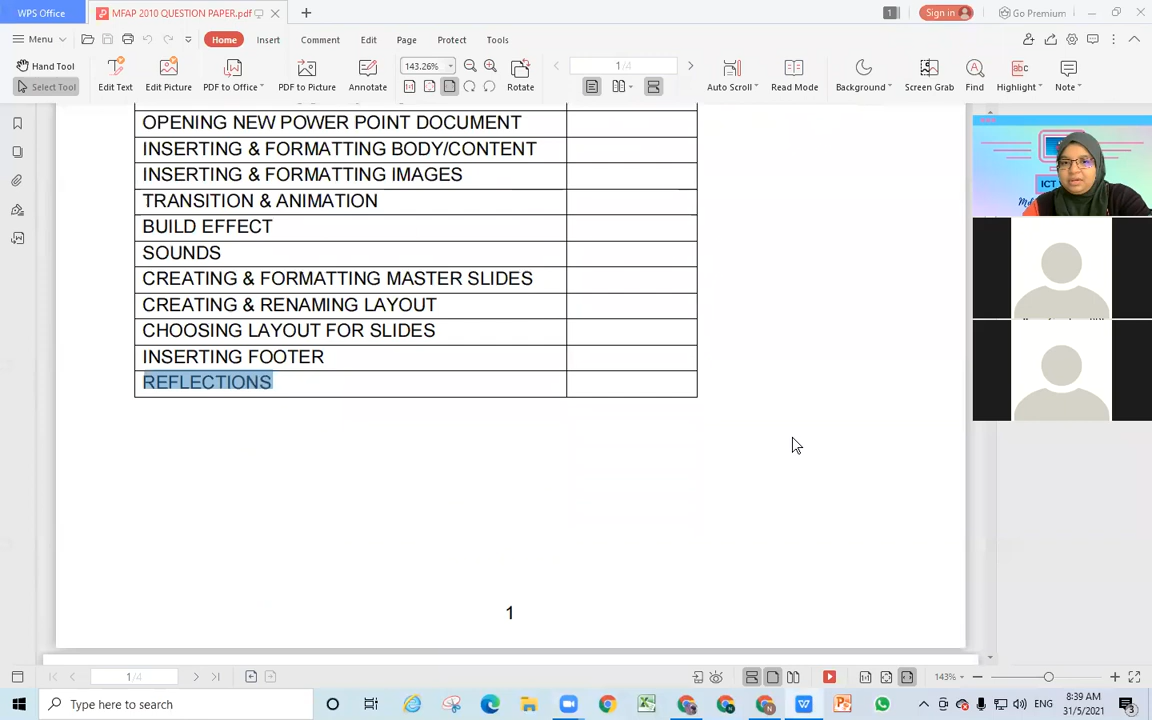 WPS Office
MFAP 2010 QUESTION PAPER.pdf
1
Sign in
Go Premium
Menu
Home
Insert
Comment
Edit
Page
Protect
Tools
Hand Tool
Select Tool
Edit Text
Edit Picture
PDF to Office
PDF to Picture
Annotate
143.26%
Rotate
1/4
Auto Scroll
Read Mode
Background
Screen Grab
Find
Highlight
Note
OPENING NEW POWER POINT DOCUMENT
INSERTING & FORMATTING BODY/CONTENT
INSERTING & FORMATTING IMAGES
TRANSITION & ANIMATION
BUILD EFFECT
SOUNDS
CREATING & FORMATTING MASTER SLIDES
CREATING & RENAMING LAYOUT
CHOOSING LAYOUT FOR SLIDES
INSERTING FOOTER
REFLECTIONS
1
ICT
1/4
143%
Type here to search
ENG
8:39 AM
31/5/2021
3